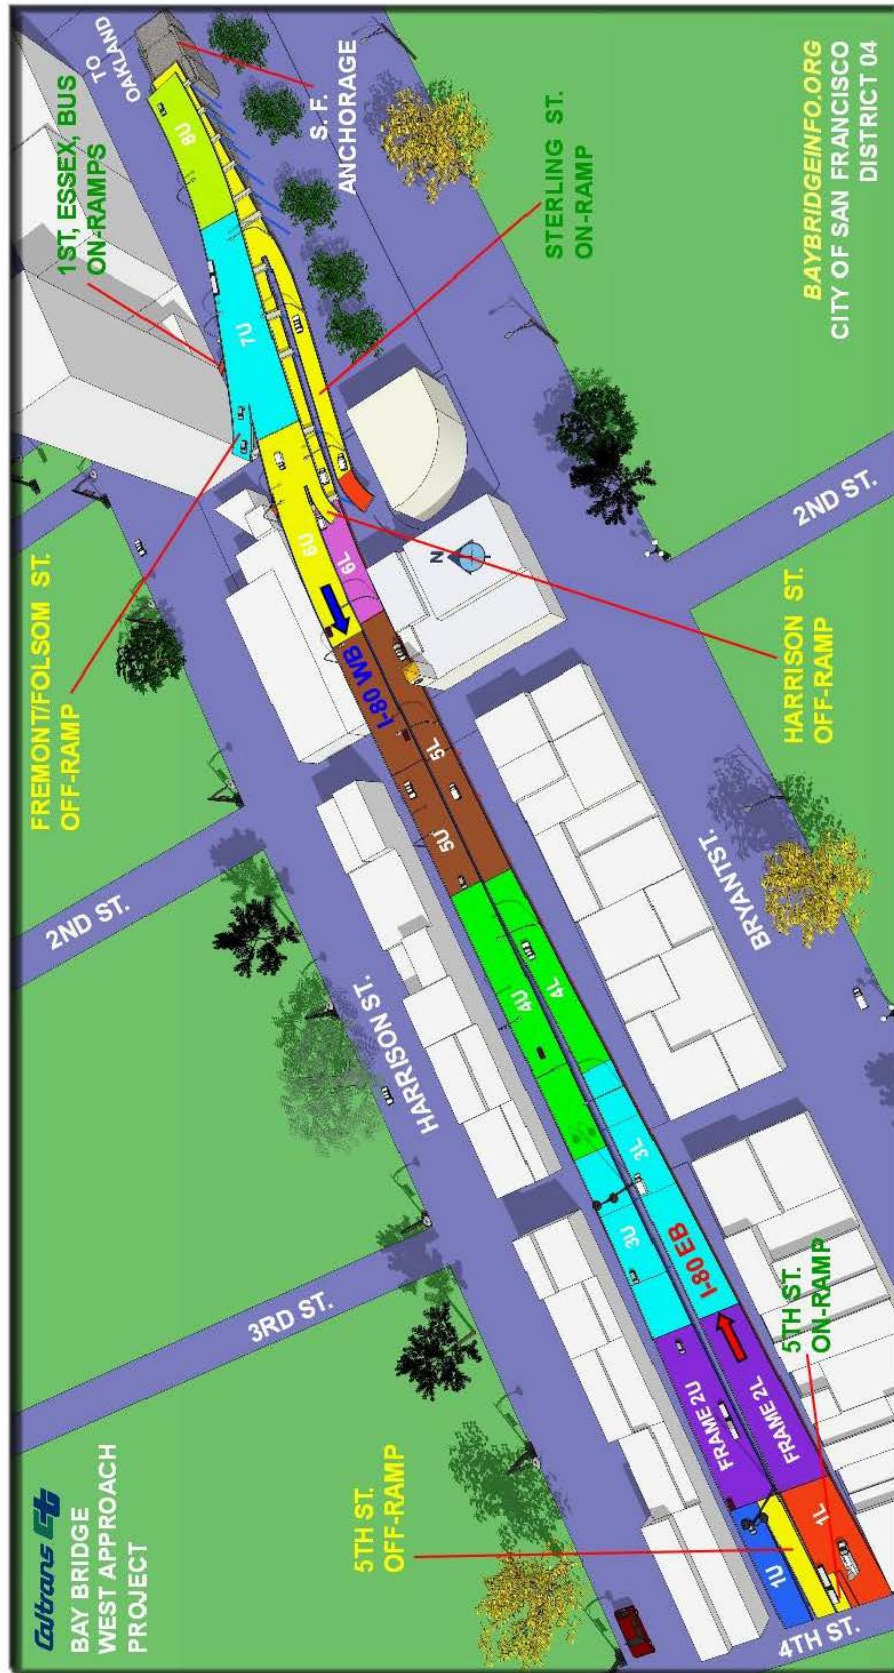 Caltrans
BAY BRIDGE
WEST APPROACH
PROJECT
5TH ST.
OFF-RAMP
3RD ST.
HARRISON ST.
2ND ST.
FREMONT/FOLSOM ST.
OFF-RAMP
1ST, ESSEX, BUS
ON-RAMPS
TO
OAKLAND
S. F.
ANCHORAGE
STERLING ST.
ON-RAMP
1U
FRAME 2U
3U
4U
5U
I-80 WB
6U
7U
8U
4TH ST.
1L
FRAME 2L
I-80 EB
3L
4L
5L
6L
N
5TH ST.
ON-RAMP
BRYANTST.
HARRISON ST.
OFF-RAMP
2ND ST.
BAYBRIDGEINFO.ORG
CITY OF SAN FRANCISCO
DISTRICT 04